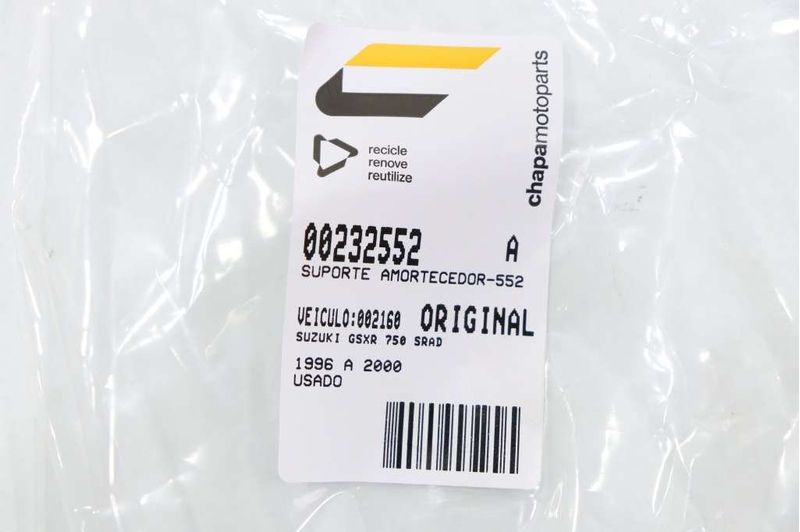 chapamotoparts
recicle
renove
reutilize
00232552 A
SUPORTE AMORTECEDOR-552
VEICULO:002160 ORIGINAL
SUZUKI GSXR 750 SRAD
1996 A 2000
USADO